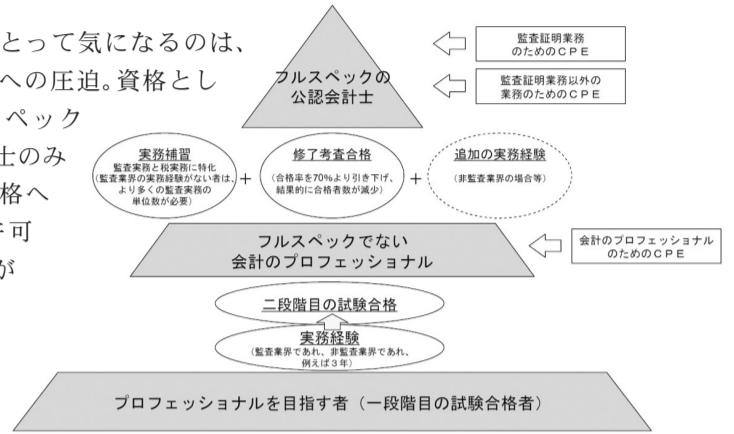 とって気になるのは、
への圧迫。資格とし
ペック
士のみ
格へ
許可
が
フルスペックの
公認会計士
監査証明業務
のためのCPE
監査証明業務以外の
業務のためのCPE
実務補習
監査実務と税実務に特化
(監査業界の実務経験がない者は、
より多くの監査実務の
単位数が必要)
+
修了考査合格
(合格率を70%より引き下げ、
結果的に合格者数が減少)
+
追加の実務経験
(非監査業界の場合等)
フルスペックでない
会計のプロフェッショナル
会計のプロフェッショナル
のためのCPE
二段階目の試験合格
実務経験
(監査業界であれ、非監査業界であれ、
例えば3年)
プロフェッショナルを目指す者(一段階目の試験合格者)